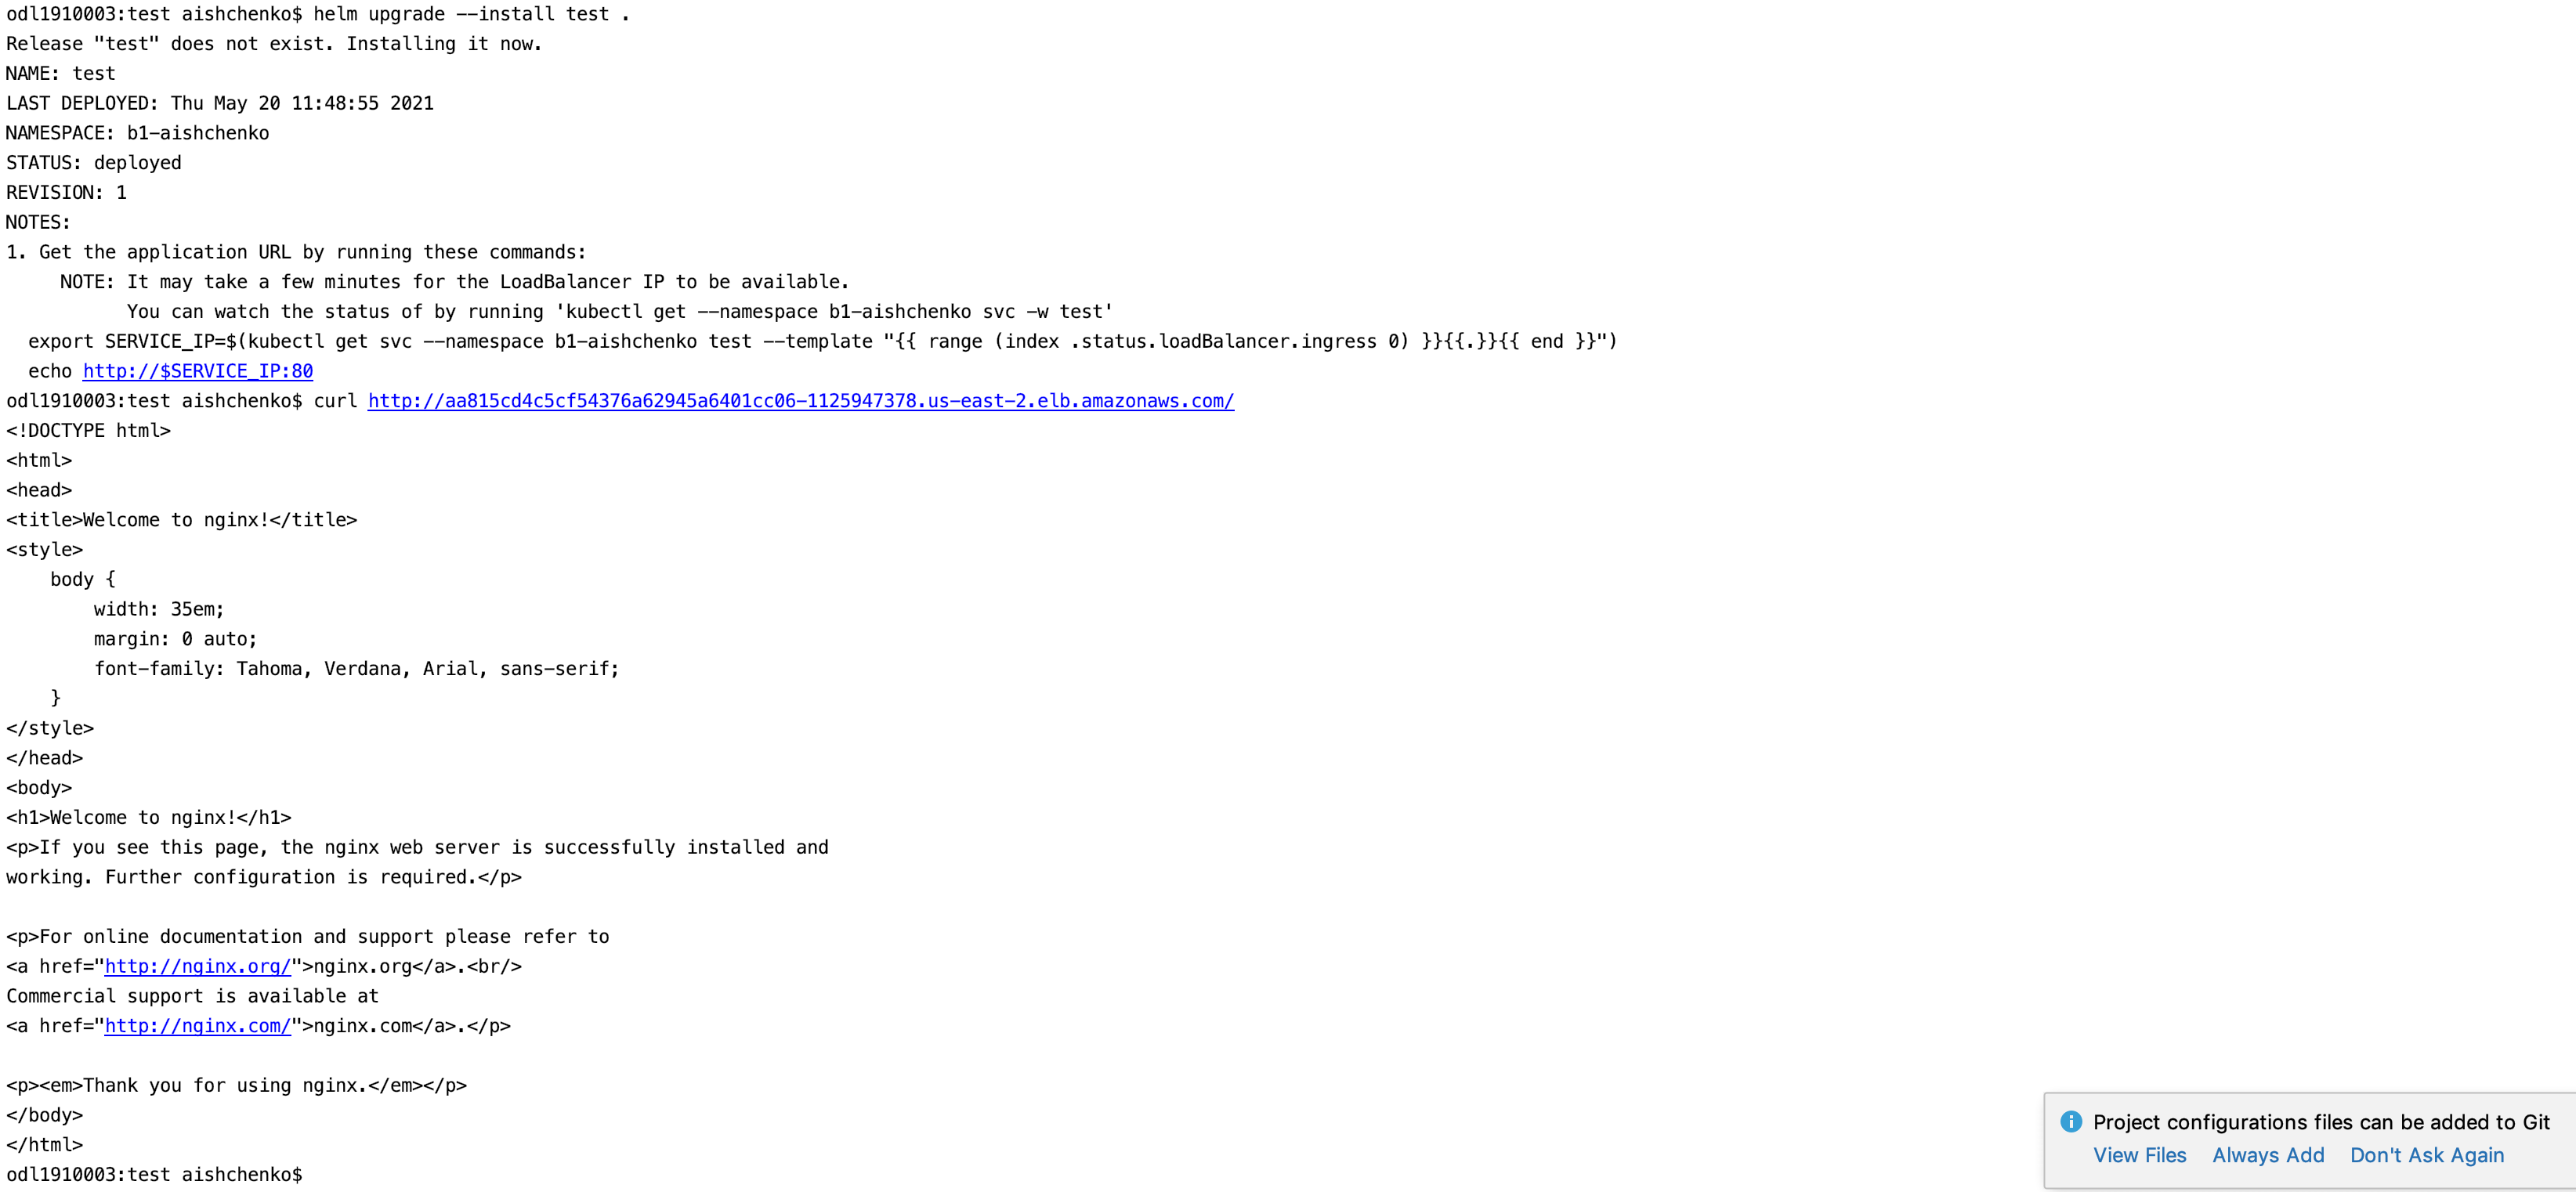 odl1910003:test aishchenko$ helm upgrade --install test .
Release "test" does not exist. Installing it now.
NAME: test
LAST DEPLOYED: Thu May 20 11:48:55 2021
NAMESPACE: b1-aishchenko
STATUS: deployed
REVISION: 1
NOTES:
1. Get the application URL by running these commands:
     NOTE: It may take a few minutes for the LoadBalancer IP to be available.
           You can watch the status of by running 'kubectl get --namespace b1-aishchenko svc -w test'
  export SERVICE_IP=$(kubectl get svc --namespace b1-aishchenko test --template "{{ range (index .status.loadBalancer.ingress 0) }}{{.}}{{ end }}")
  echo http://$SERVICE_IP:80
odl1910003:test aishchenko$ curl http://aa815cd4c5cf54376a62945a6401cc06-1125947378.us-east-2.elb.amazonaws.com/
<!DOCTYPE html>
<html>
<head>
<title>Welcome to nginx!</title>
<style>
    body {
        width: 35em;
        margin: 0 auto;
        font-family: Tahoma, Verdana, Arial, sans-serif;
    }
</style>
</head>
<body>
<h1>Welcome to nginx!</h1>
<p>If you see this page, the nginx web server is successfully installed and
working. Further configuration is required.</p>

<p>For online documentation and support please refer to
<a href="http://nginx.org/">nginx.org</a>.<br/>
Commercial support is available at
<a href="http://nginx.com/">nginx.com</a>.</p>

<p><em>Thank you for using nginx.</em></p>
</body>
</html>
odl1910003:test aishchenko$
Project configurations files can be added to Git
View Files Always Add Don't Ask Again